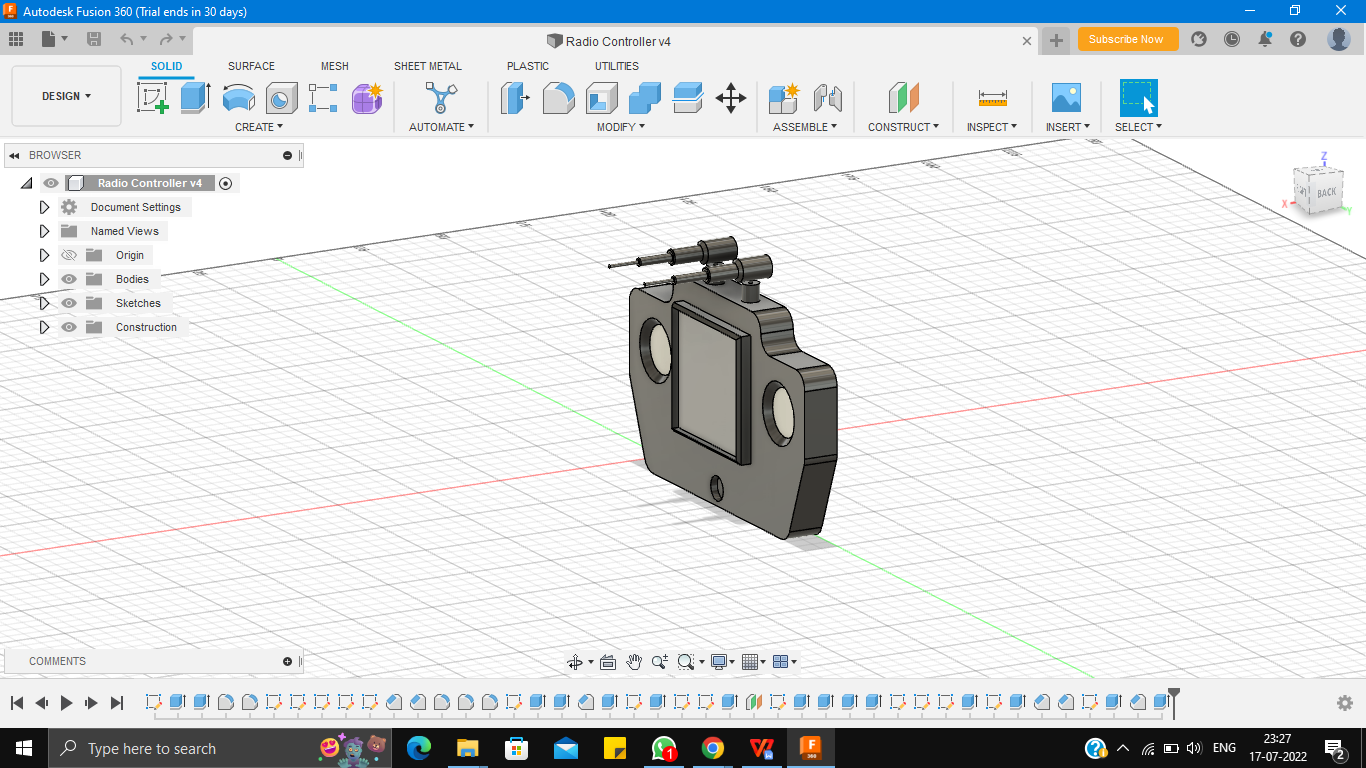 Autodesk Fusion 360 (Trial ends in 30 days)
Radio Controller v4
Subscribe Now
DESIGN
SOLID
SURFACE
MESH
SHEET METAL
PLASTIC
UTILITIES
CREATE
AUTOMATE
MODIFY
ASSEMBLE
CONSTRUCT
INSPECT
INSERT
SELECT
BROWSER
Radio Controller v4
Document Settings
Named Views
Origin
Bodies
Sketches
Construction
Z
BACK
X
Y
COMMENTS
Type here to search
1
F
360
ENG
23:27
17-07-2022
2